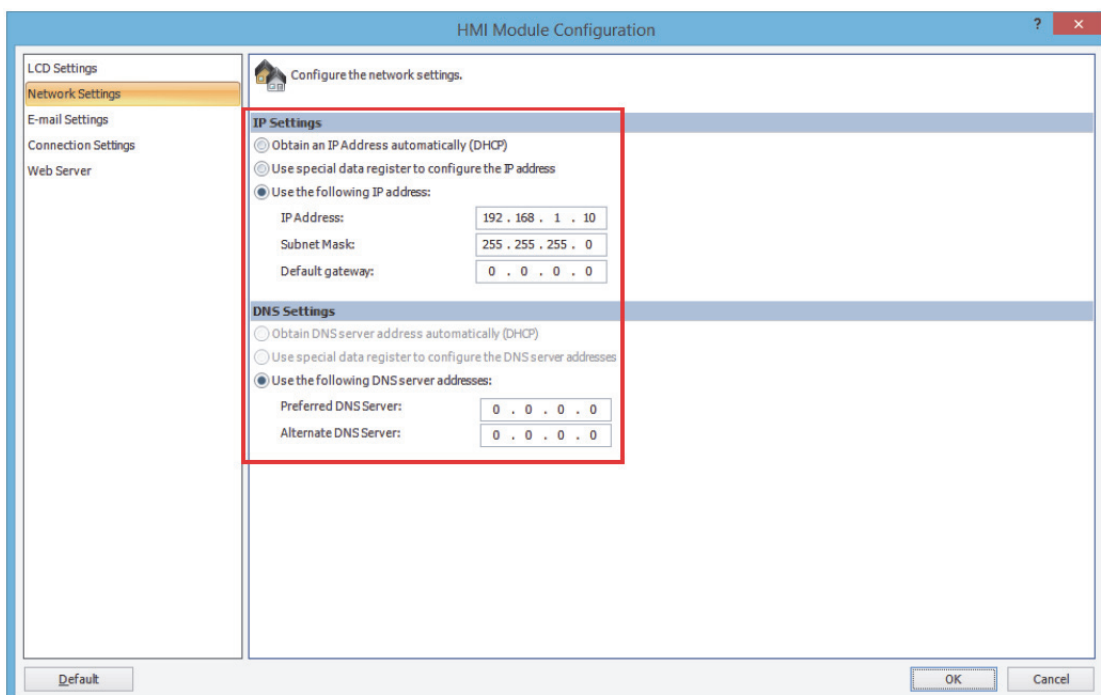 HMI Module Configuration
?
×
LCD Settings
Network Settings
E-mail Settings
Connection Settings
Web Server
Configure the network settings.
IP Settings
Obtain an IP Address automatically (DHCP)
Use special data register to configure the IP address
Use the following IP address:
IP Address: 192 . 168 . 1 . 10
Subnet Mask: 255 . 255 . 255 . 0
Default gateway: 0 . 0 . 0 . 0
DNS Settings
Obtain DNS server address automatically (DHCP)
Use special data register to configure the DNS server addresses
Use the following DNS server addresses:
Preferred DNS Server: 0 . 0 . 0 . 0
Alternate DNS Server: 0 . 0 . 0 . 0
Default
OK Cancel